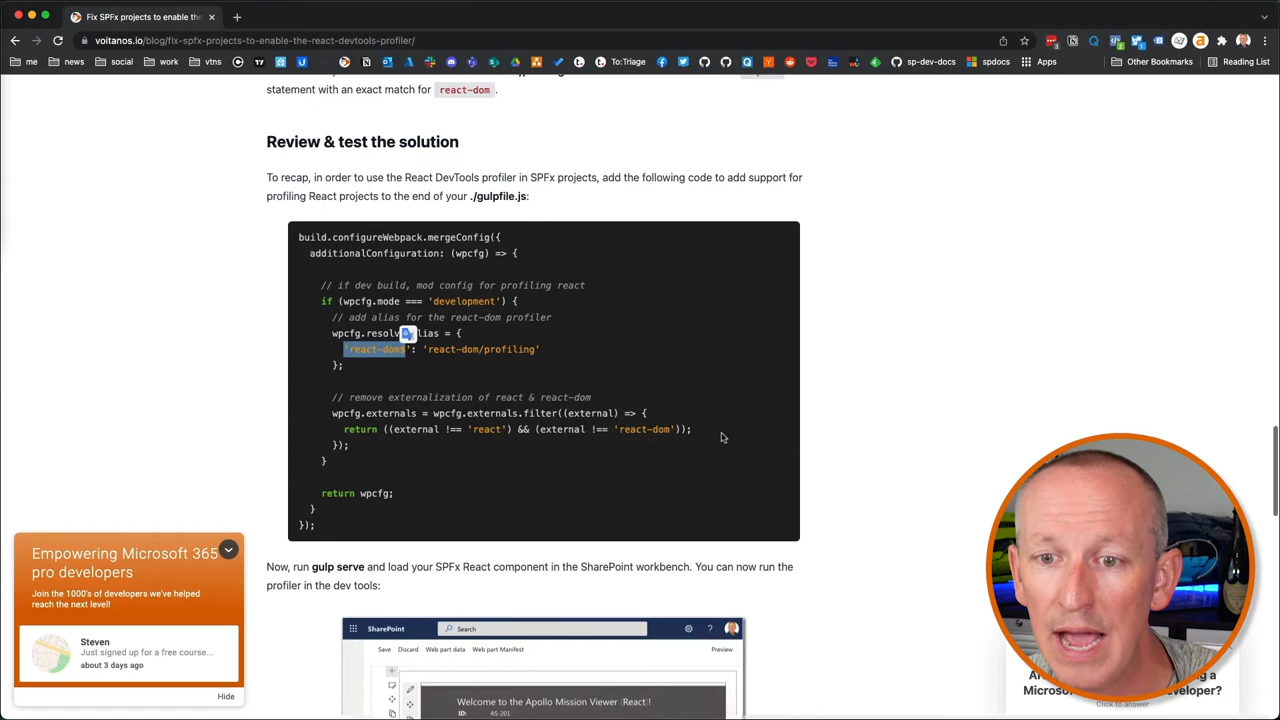 Fix SPFx projects to enable the
voitanos.io/blog/fix-spfx-projects-to-enable-the-react-devtools-profiler/
me
news
social
work
vtns
To:Triage
sp-dev-docs
spdocs
Apps
Other Bookmarks
Reading List
statement with an exact match for react-dom.
Review & test the solution
To recap, in order to use the React DevTools profiler in SPFx projects, add the following code to add support for
profiling React projects to the end of your ./gulpfile.js:
build.configureWebpack.mergeConfig({
additionalConfiguration: (wpcfg) => {
// if dev build, mod config for profiling react
if (wpcfg.mode === 'development') {
// add alias for the react-dom profiler
wpcfg.resolv lias = {
'react-dom$': 'react-dom/profiling'
};
// remove externalization of react & react-dom
wpcfg.externals = wpcfg.externals.filter((external) => {
return ((external !== 'react') && (external !== 'react-dom'));
});
}
return wpcfg;
}
});
Now, run gulp serve and load your SPFx React component in the SharePoint workbench. You can now run the
profiler in the dev tools:
SharePoint
Search
Save Discard Web part data Web part Manifest Preview
Welcome to the Apollo Mission Viewer (React)!
ID: AS-201
Empowering Microsoft 365
pro developers
Join the 1000's of developers we've helped
reach the next level!
Steven
Just signed up for a free course...
about 3 days ago
Hide
Click to answer